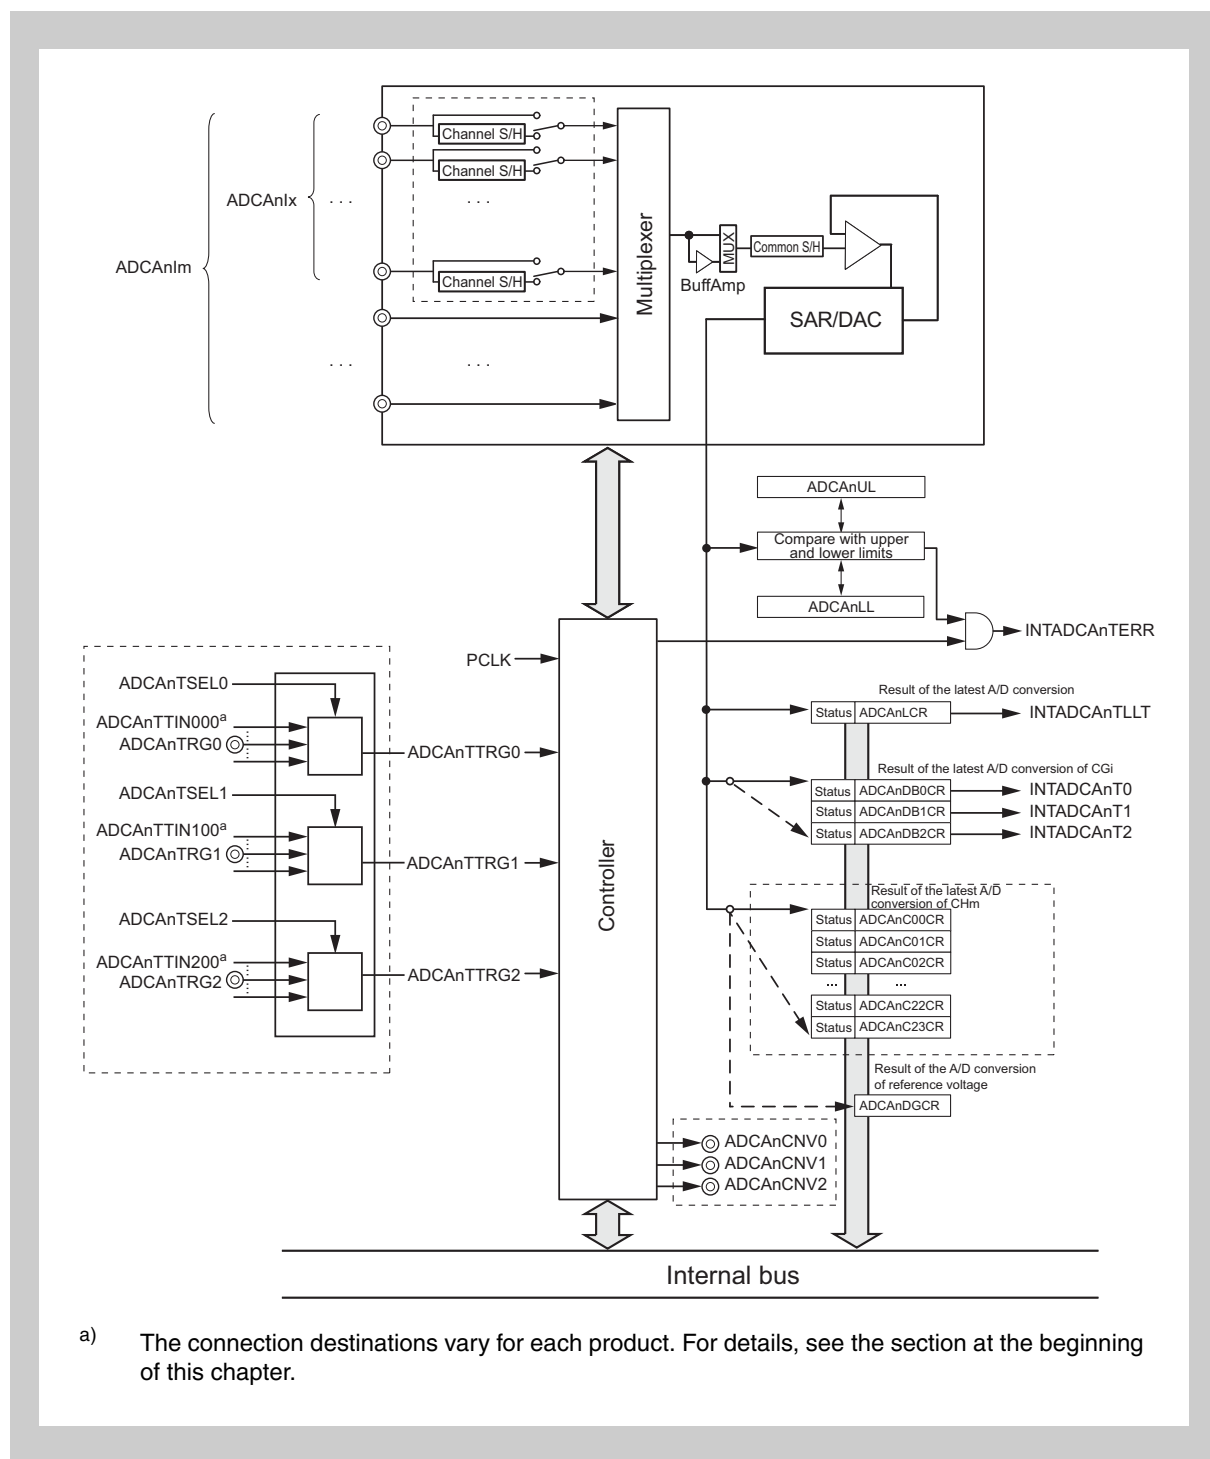 Channel S/H
Channel S/H
ADCAnIx
. . .
. . .
ADCAnIm
Channel S/H
Multiplexer
MUX
Common S/H
BuffAmp
SAR/DAC
. . .
. . .
ADCAnUL
Compare with upper
and lower limits
ADCAnLL
INTADCAnTERR
PCLK
ADCAnTSEL0
ADCAnTTIN000a
ADCAnTRG0
ADCAnTTRG0
ADCAnTSEL1
ADCAnTTIN100a
ADCAnTRG1
ADCAnTTRG1
ADCAnTSEL2
ADCAnTTIN200a
ADCAnTRG2
ADCAnTTRG2
Controller
Result of the latest A/D conversion
Status ADCAnLCR
INTADCAnTLLT
Result of the latest A/D conversion of CGi
Status ADCAnDB0CR
INTADCAnT0
Status ADCAnDB1CR
INTADCAnT1
Status ADCAnDB2CR
INTADCAnT2
Result of the latest A/D
conversion of CHm
Status ADCAnC00CR
Status ADCAnC01CR
Status ADCAnC02CR
... ...
Status ADCAnC22CR
Status ADCAnC23CR
Result of the A/D conversion
of reference voltage
ADCAnDGCR
ADCAnCNV0
ADCAnCNV1
ADCAnCNV2
Internal bus
a) The connection destinations vary for each product. For details, see the section at the beginning
of this chapter.